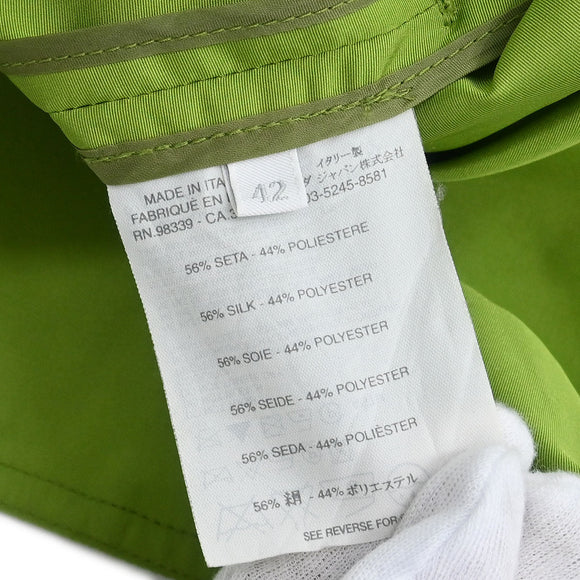 MADE IN ITA イタリー製
FABRIQUÉ EN ジャパン株式会社
RN.98339 - CA 3 03-5245-8581
42
56% SETA - 44% POLIESTERE
56% SILK - 44% POLYESTER
56% SOIE - 44% POLYESTER
56% SEIDE - 44% POLYESTER
56% SEDA - 44% POLIÈSTER
56% 絹 - 44% ポリエステル
SEE REVERSE FOR